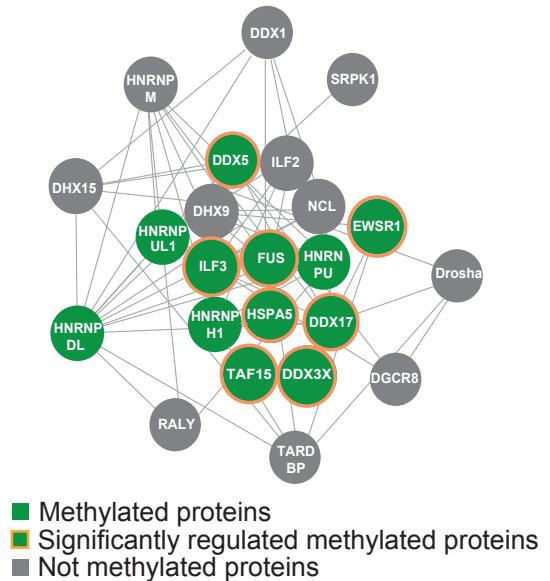 DDX1
SRPK1
HNRNP
M
DDX5
ILF2
DHX15
DHX9
NCL
EWSR1
HNRNP
UL1
ILF3
FUS
HNRN
PU
Drosha
HNRNP
DL
HNRNP
H1
HSPA5
DDX17
TAF15
DDX3X
DGCR8
RALY
TARD
BP
Methylated proteins
Significantly regulated methylated proteins
Not methylated proteins